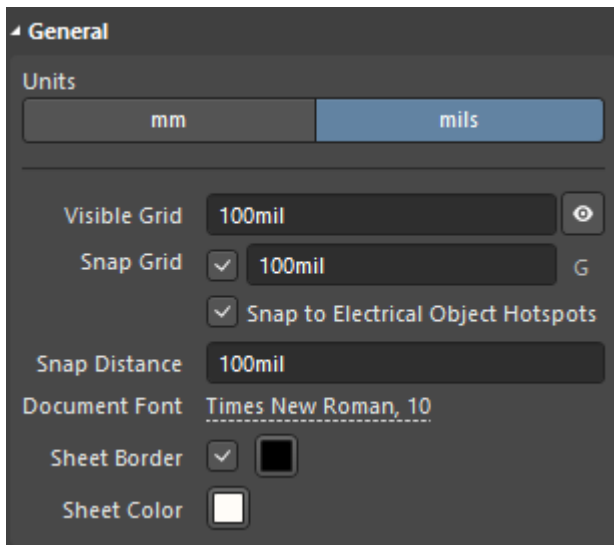 General
Units
mm mils
Visible Grid 100mil
Snap Grid 100mil G
Snap to Electrical Object Hotspots
Snap Distance 100mil
Document Font Times New Roman, 10
Sheet Border
Sheet Color